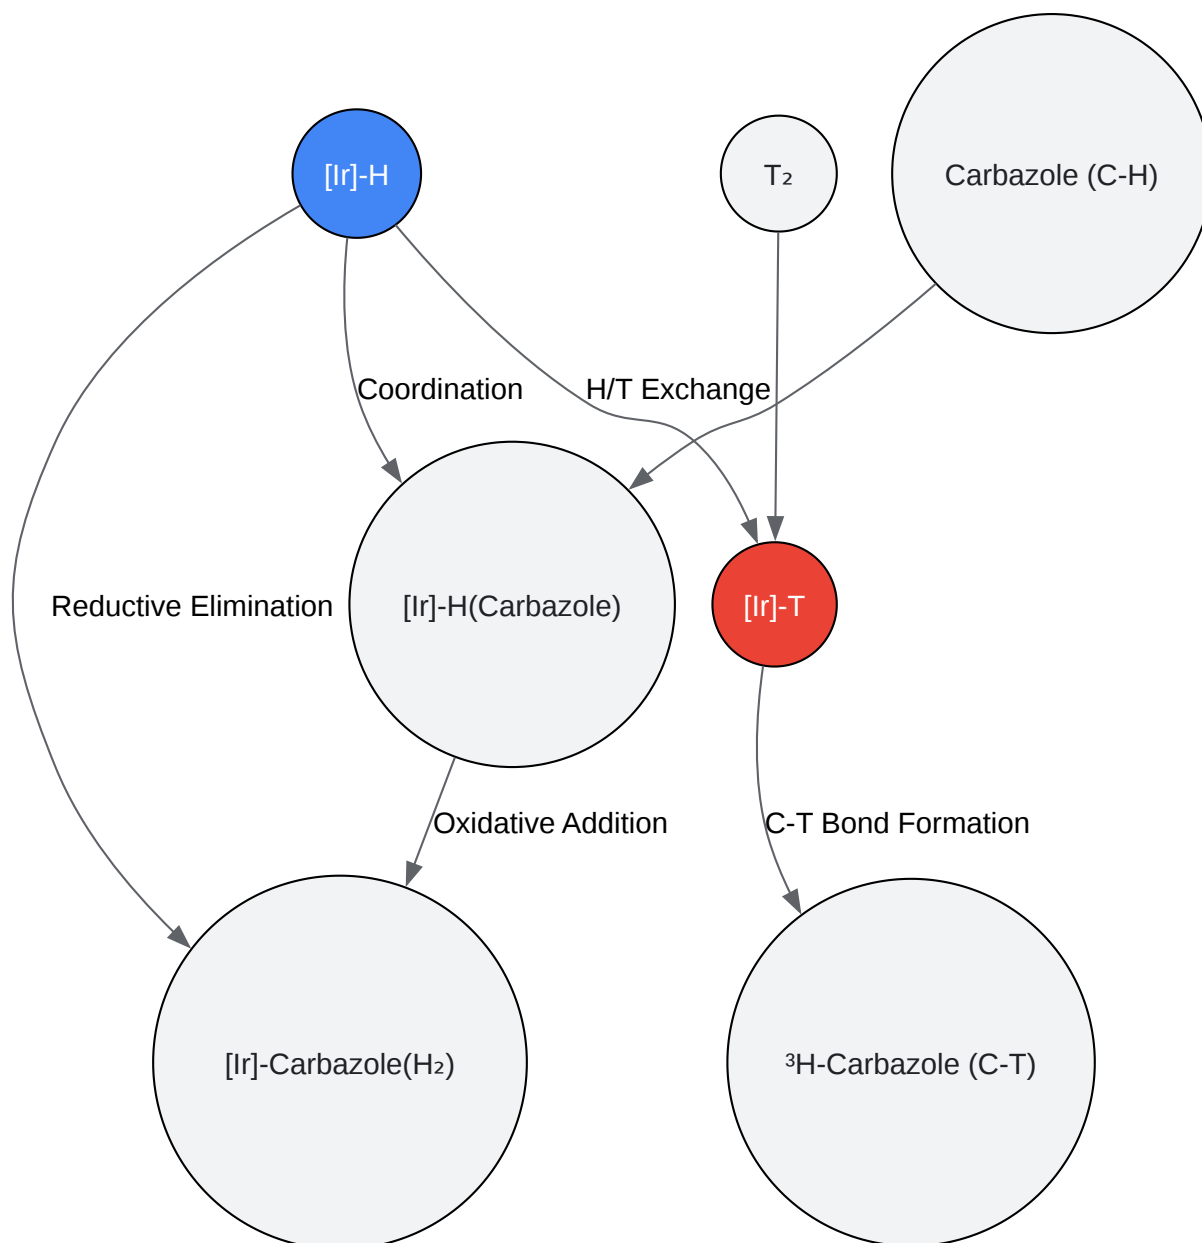 [Ir]-H
T₂
Carbazole (C-H)
Coordination
H/T Exchange
Reductive Elimination
[Ir]-H(Carbazole)
[Ir]-T
Oxidative Addition
C-T Bond Formation
[Ir]-Carbazole(H₂)
³H-Carbazole (C-T)